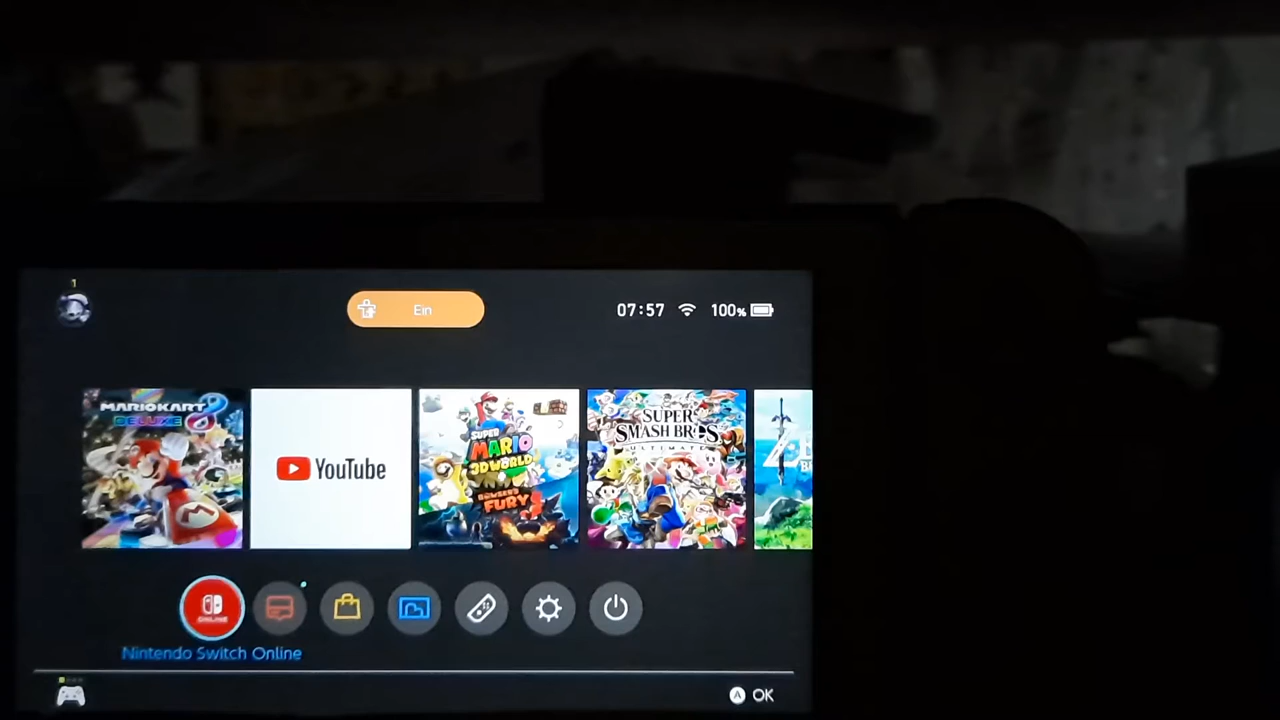 1
Ein
07:57
100%
MARIOKART 8
DELUXE
YouTube
SUPER
MARIO
3D WORLD
BOWSER'S
FURY
SUPER
SMASH BROS.
ULTIMATE
ONLINE
Nintendo Switch Online
A OK